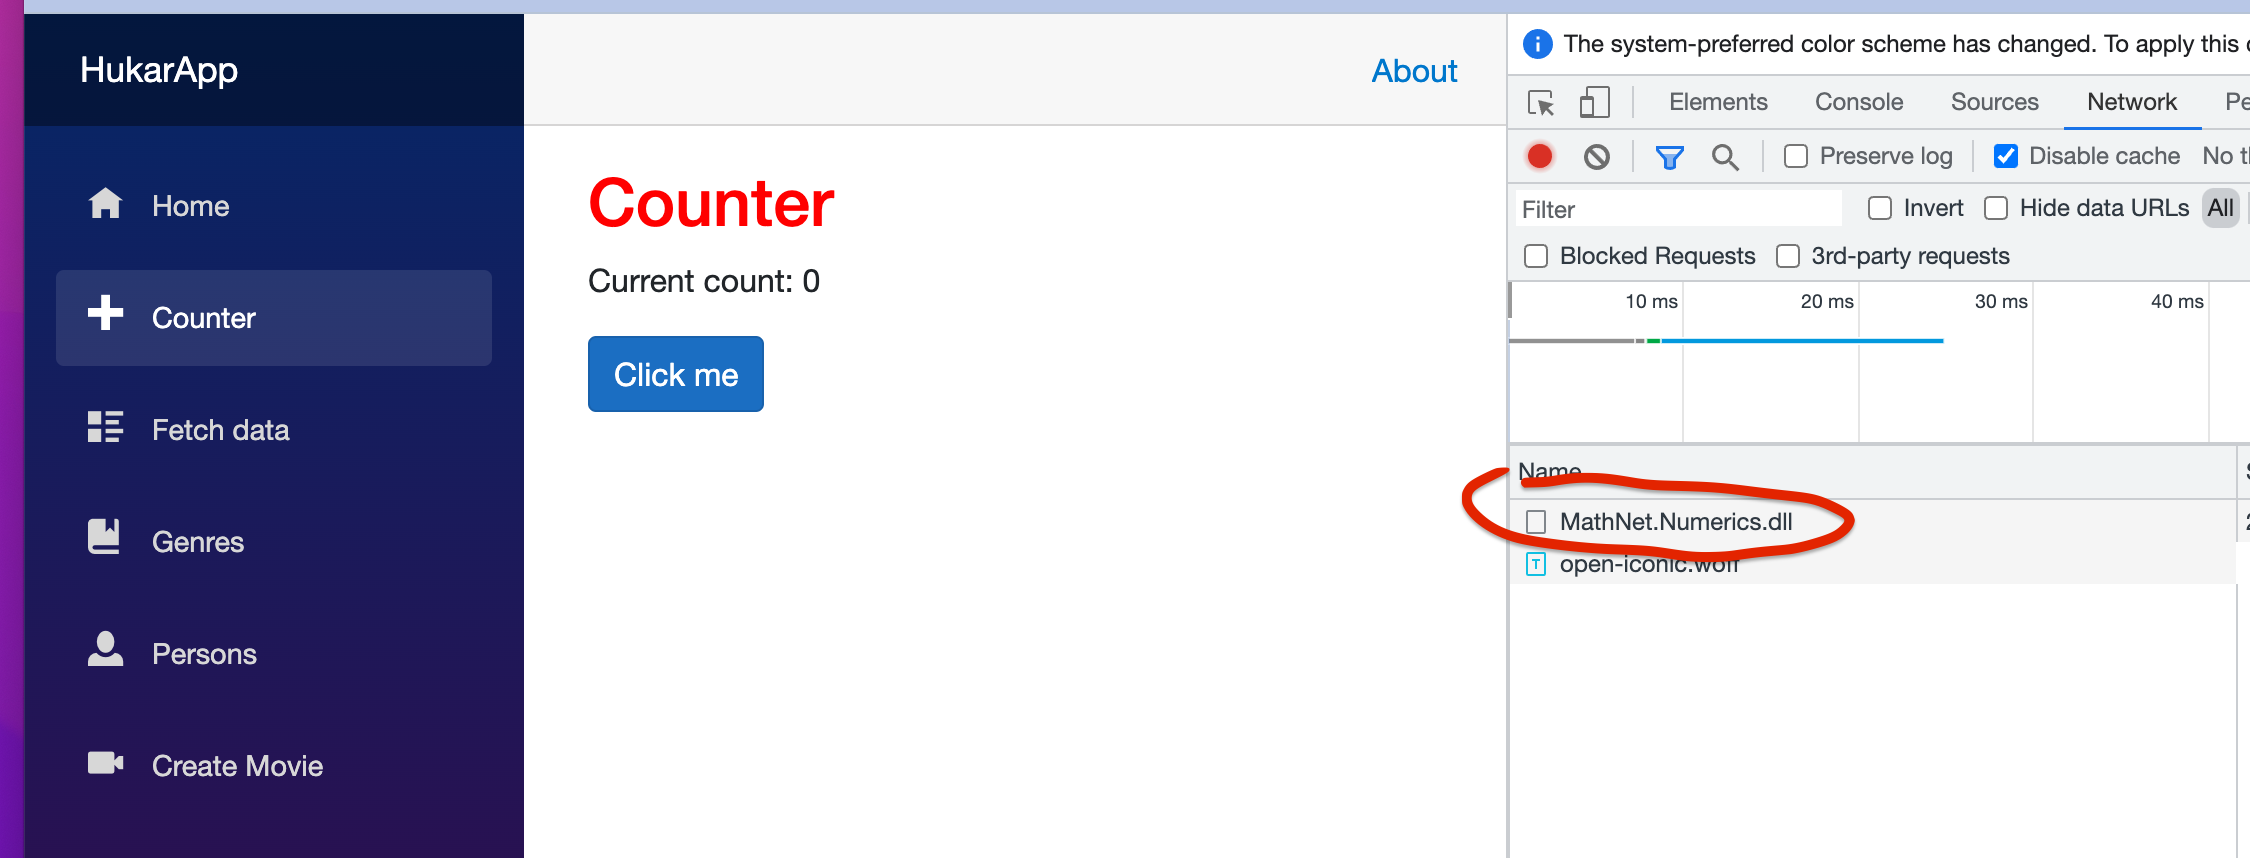 HukarApp
Home
Counter
Fetch data
Genres
Persons
Create Movie
About
Counter
Current count: 0
Click me
The system-preferred color scheme has changed. To apply this
Elements Console Sources Network Pe
Preserve log Disable cache No t
Filter Invert Hide data URLs All
Blocked Requests 3rd-party requests
10 ms 20 ms 30 ms 40 ms
Name
MathNet.Numerics.dll
open-iconic.woff